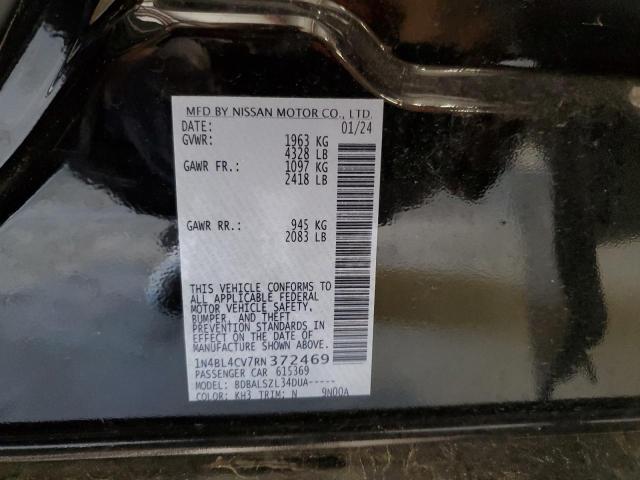 MFD BY NISSAN MOTOR CO., LTD.
DATE: 01/24
GVWR: 1963 KG
4328 LB
GAWR FR.: 1097 KG
2418 LB
GAWR RR.: 945 KG
2083 LB
THIS VEHICLE CONFORMS TO
ALL APPLICABLE FEDERAL
MOTOR VEHICLE SAFETY,
BUMPER, AND THEFT
PREVENTION STANDARDS IN
EFFECT ON THE DATE OF
MANUFACTURE SHOWN ABOVE.
1N4BL4CV7RN372469
PASSENGER CAR 615369
MODEL: BDBALSZL34DUA-----
COLOR: KH3 TRIM: N 9N00A